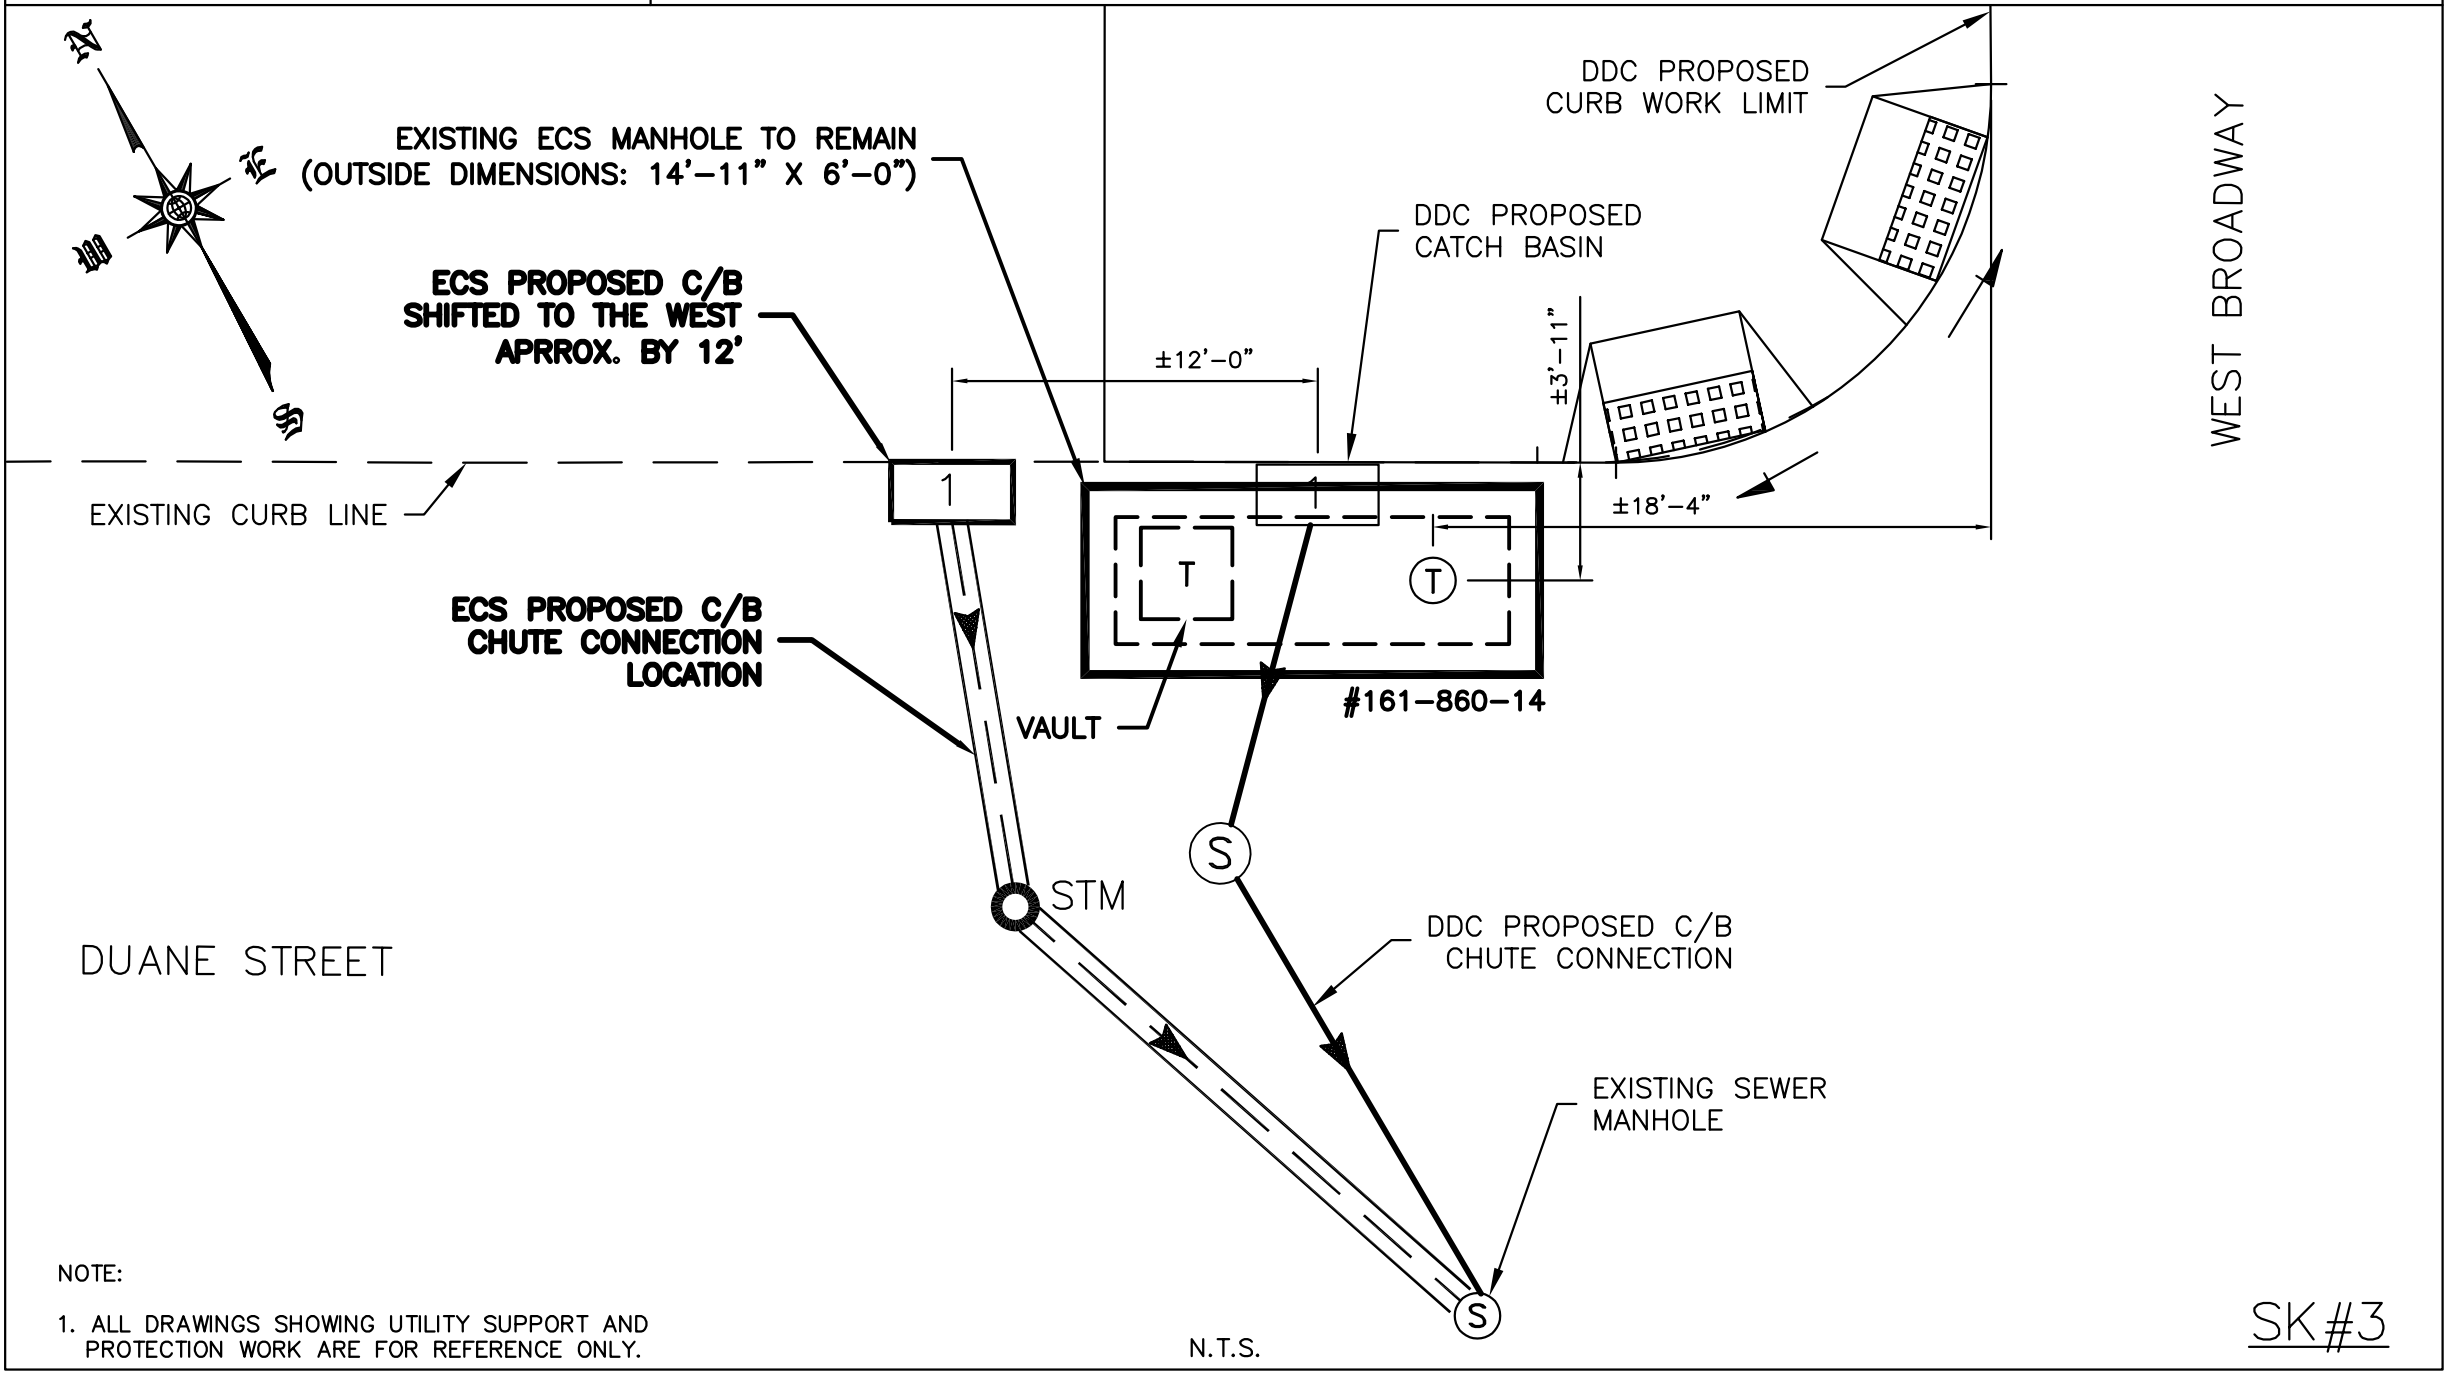 N
E
W
S
DDC PROPOSED
CURB WORK LIMIT
WEST BROADWAY
EXISTING ECS MANHOLE TO REMAIN
(OUTSIDE DIMENSIONS: 14'-11" X 6'-0")
DDC PROPOSED
CATCH BASIN
ECS PROPOSED C/B
SHIFTED TO THE WEST
APRROX. BY 12'
±12'-0"
±3'-11"
EXISTING CURB LINE
1
1
±18'-4"
T
T
ECS PROPOSED C/B
CHUTE CONNECTION
LOCATION
VAULT
#161-860-14
S
STM
DUANE STREET
DDC PROPOSED C/B
CHUTE CONNECTION
EXISTING SEWER
MANHOLE
S
NOTE:
1. ALL DRAWINGS SHOWING UTILITY SUPPORT AND
PROTECTION WORK ARE FOR REFERENCE ONLY.
N.T.S.
SK#3